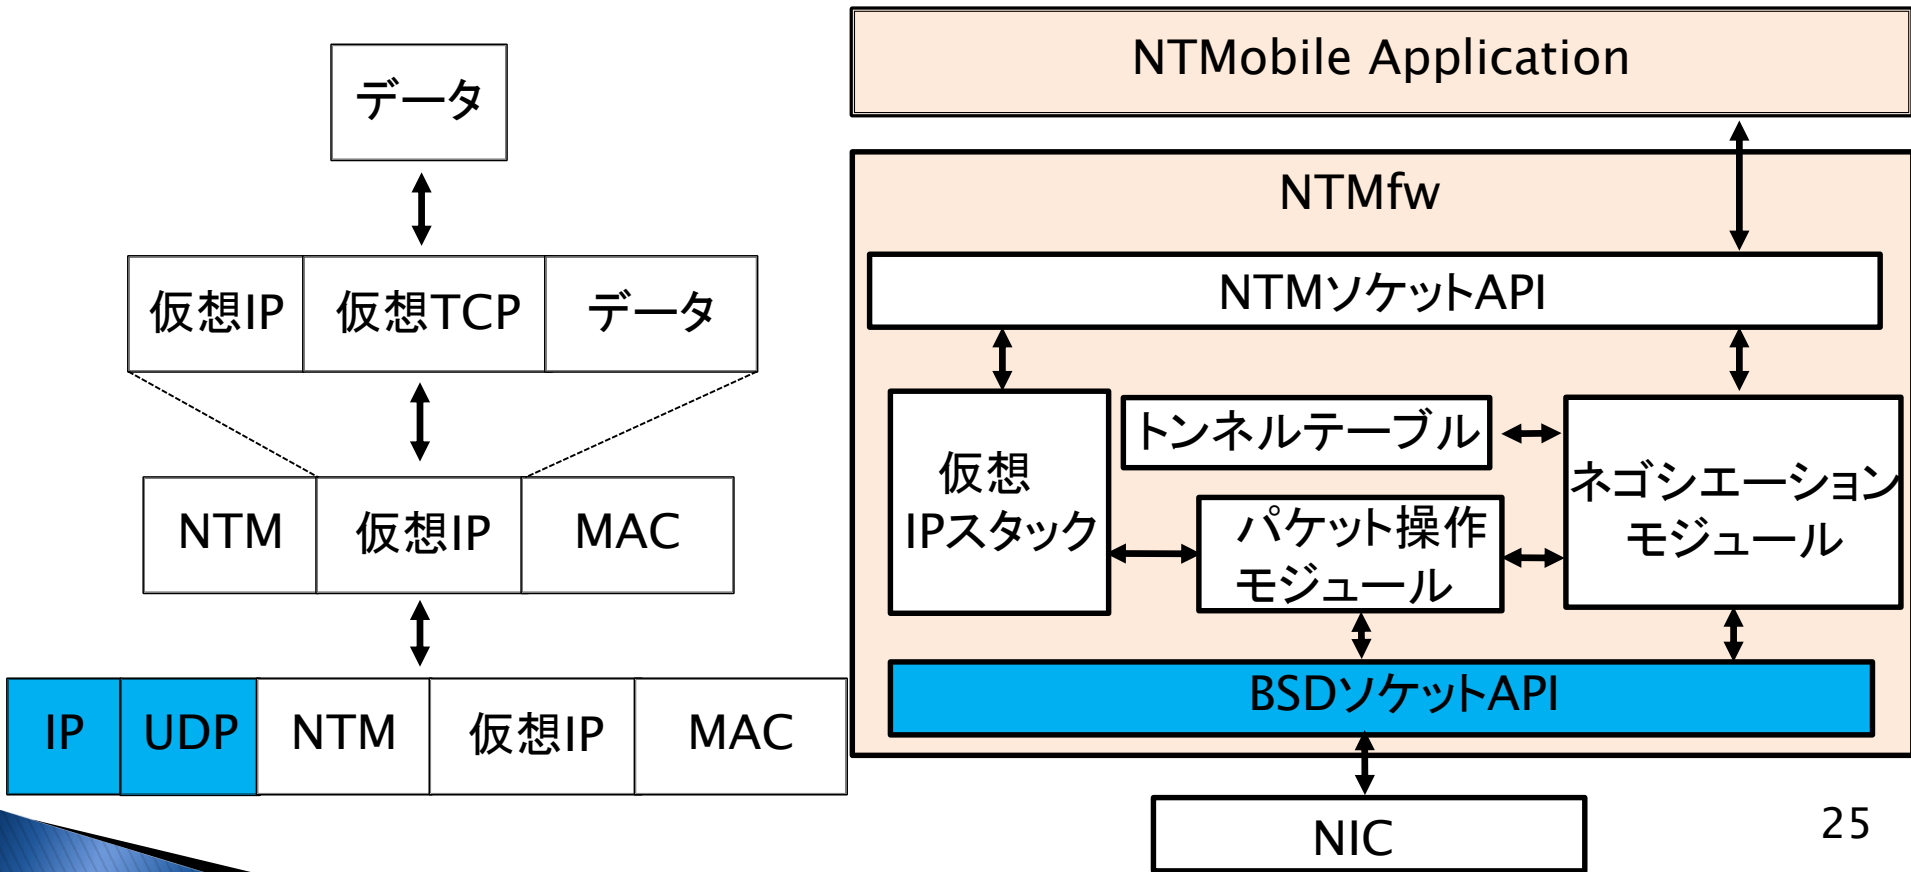 データ
仮想IP 仮想TCP データ
NTM 仮想IP MAC
IP UDP NTM 仮想IP MAC
NTMobile Application
NTMfw
NTMソケットAPI
仮想
IPスタック
トンネルテーブル
パケット操作
モジュール
ネゴシエーション
モジュール
BSDソケットAPI
NIC
25